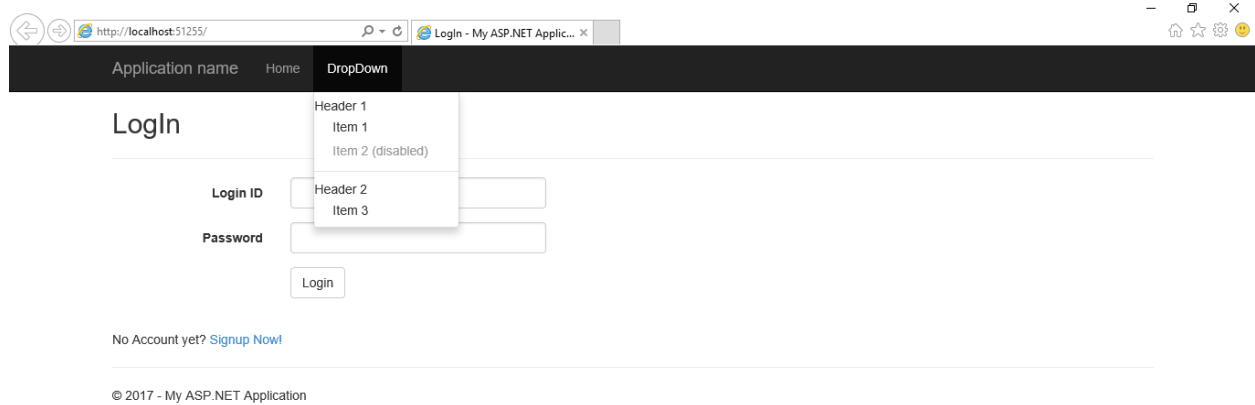 http://localhost:51255/
LogIn - My ASP.NET Applic...
Application name Home DropDown
Header 1
Item 1
Item 2 (disabled)
Header 2
Item 3
LogIn
Login ID
Password
Login
No Account yet? Signup Now!
© 2017 - My ASP.NET Application